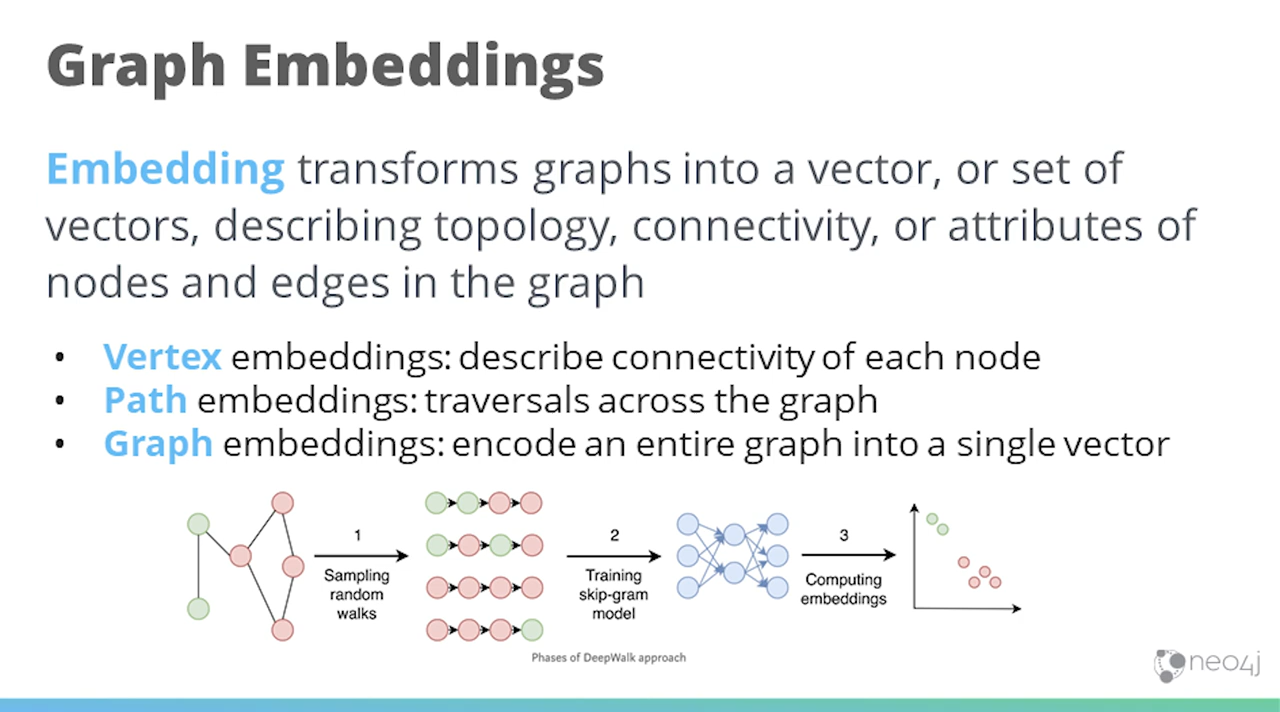 Graph Embeddings
Embedding transforms graphs into a vector, or set of
vectors, describing topology, connectivity, or attributes of
nodes and edges in the graph
• Vertex embeddings: describe connectivity of each node
• Path embeddings: traversals across the graph
• Graph embeddings: encode an entire graph into a single vector
1
Sampling
random
walks
2
Training
skip-gram
model
3
Computing
embeddings
Phases of DeepWalk approach
neo4j